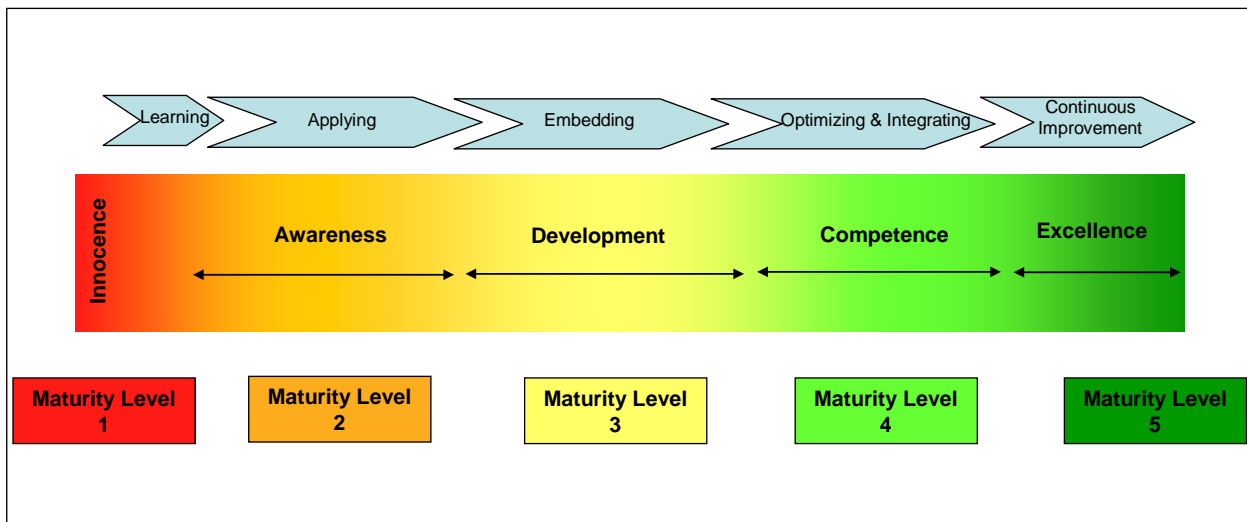 Learning
Applying
Embedding
Optimizing & Integrating
Continuous
Improvement
Innocence
Awareness
Development
Competence
Excellence
Maturity Level
1
Maturity Level
2
Maturity Level
3
Maturity Level
4
Maturity Level
5